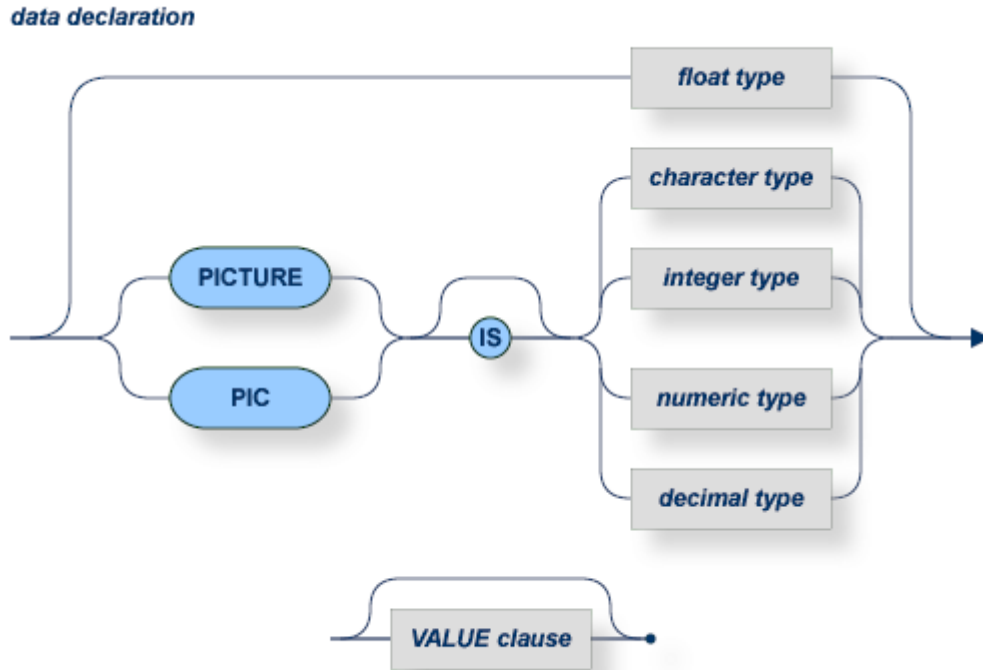 data declaration
float type
character type
PICTURE
integer type
IS
PIC
numeric type
decimal type
VALUE clause